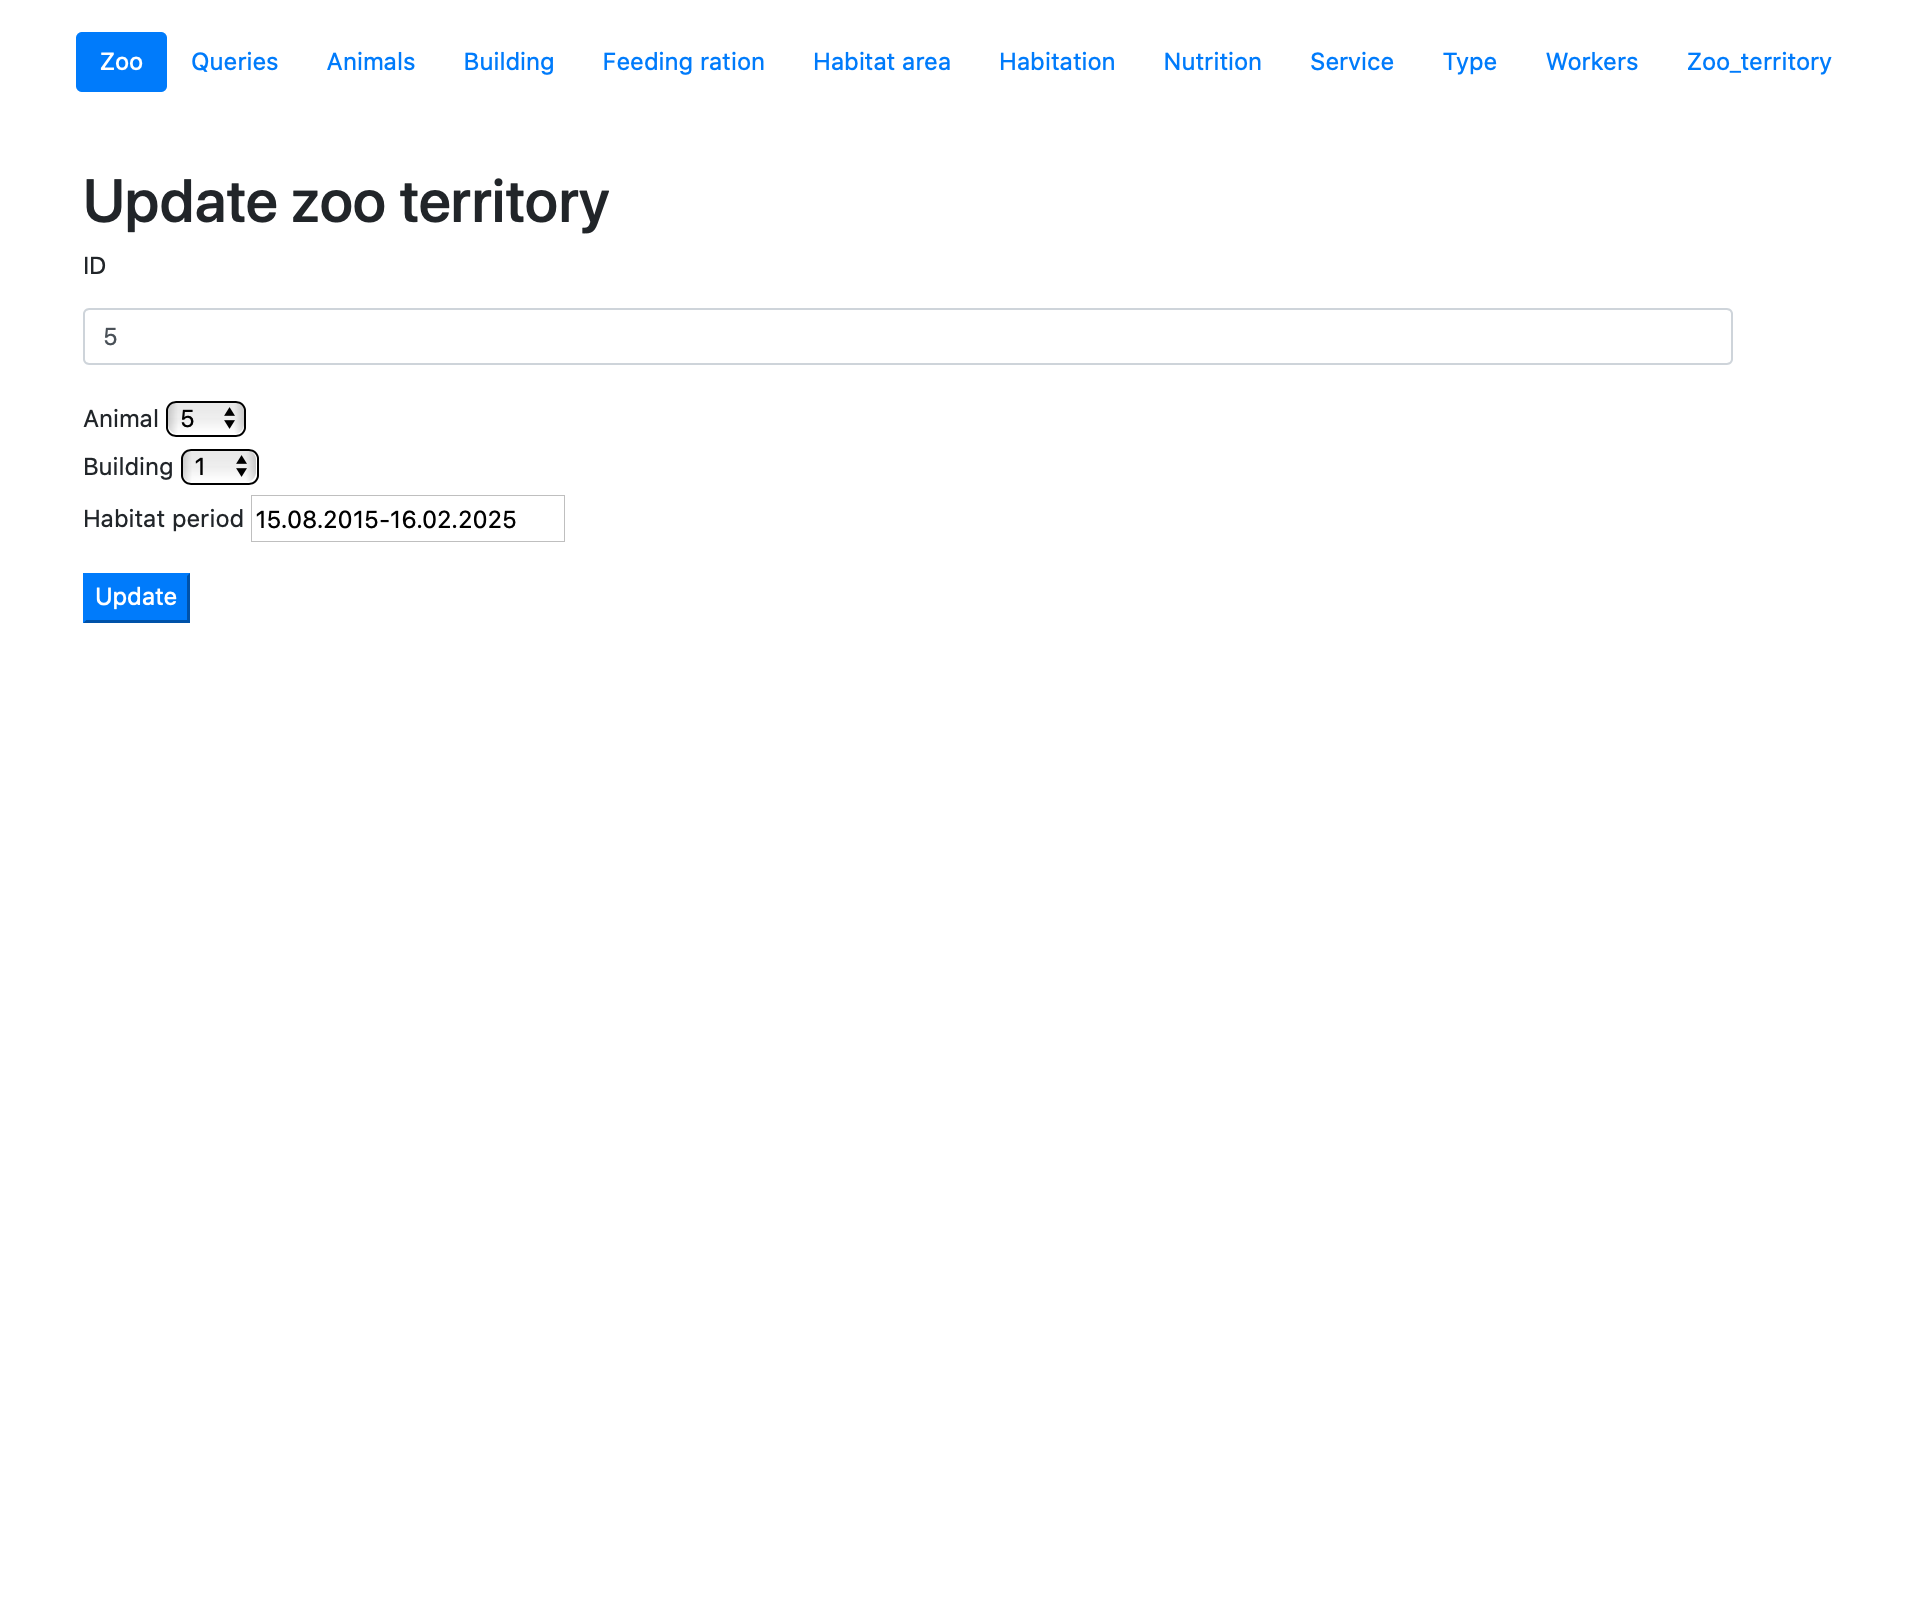 Zoo Queries Animals Building Feeding ration Habitat area Habitation Nutrition Service Type Workers Zoo_territory
Update zoo territory
ID
5
Animal 5
Building 1
Habitat period 15.08.2015-16.02.2025
Update